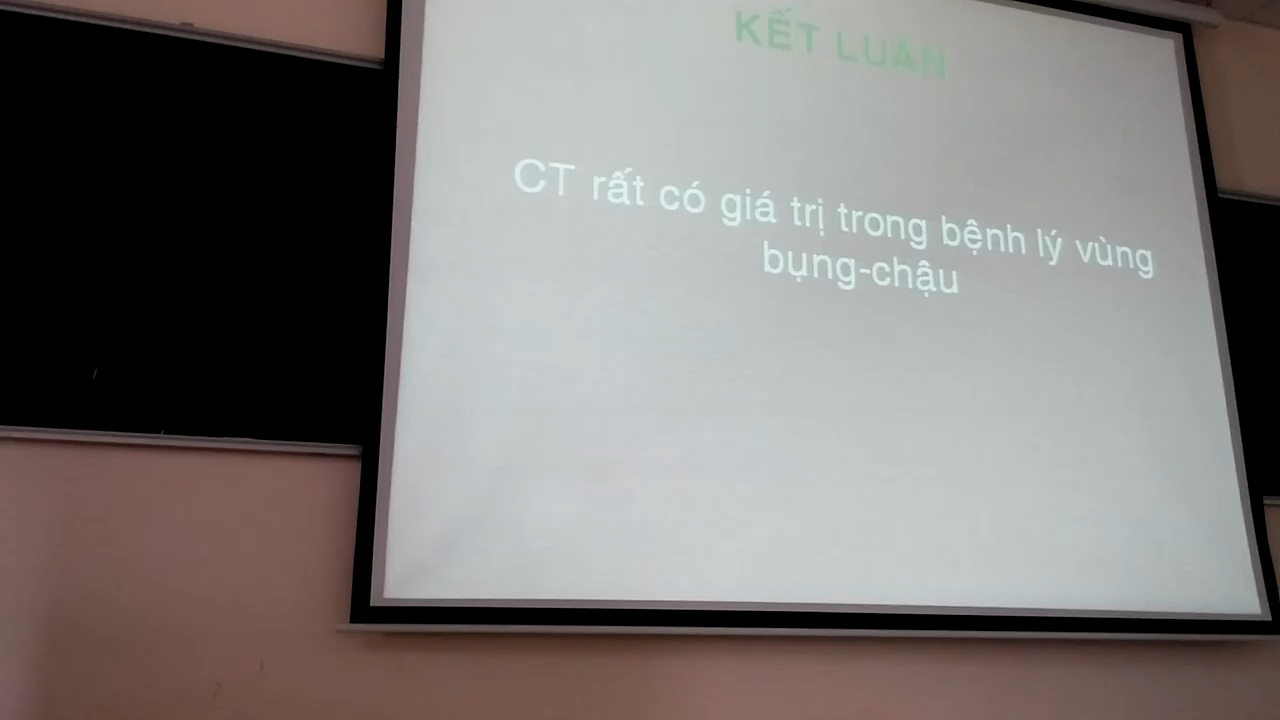 KẾT LUẬN
CT rất có giá trị trong bệnh lý vùng
bụng-chậu